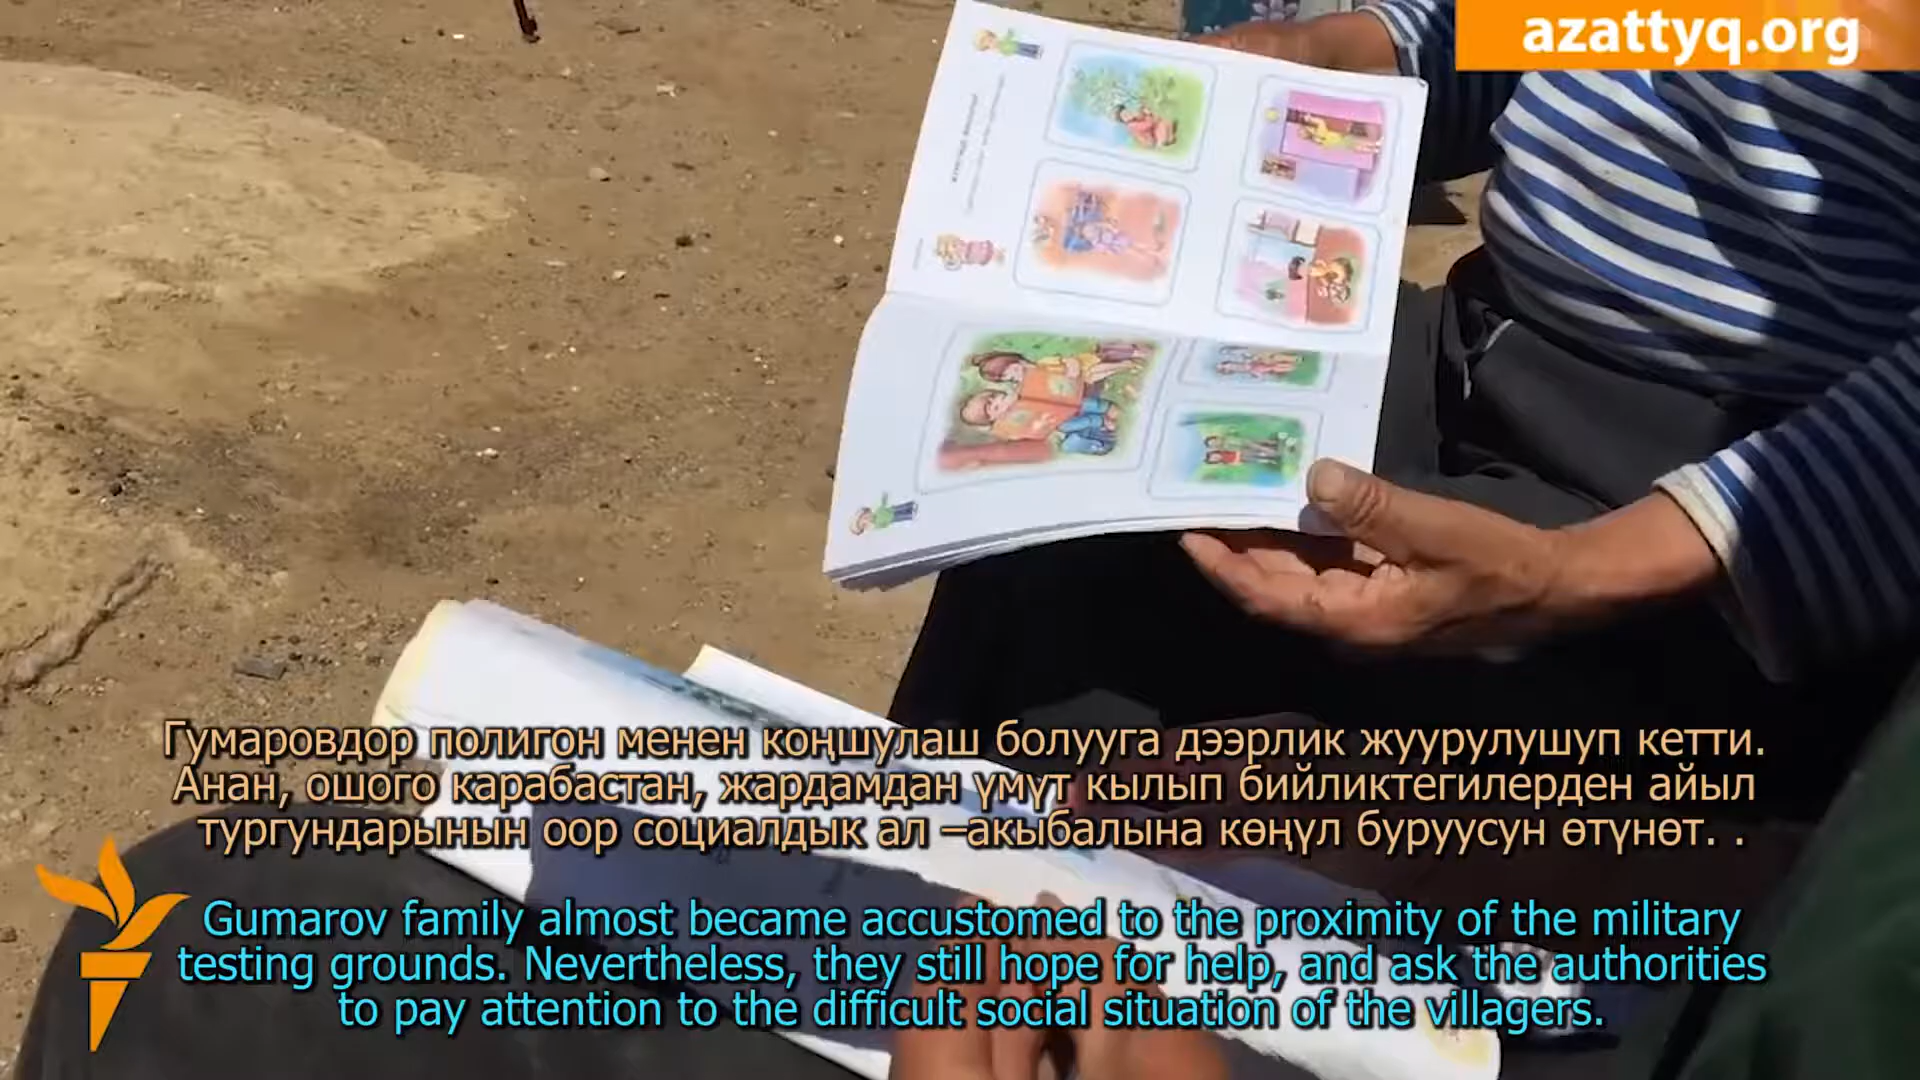 azattyq.org
Гумаровдор полигон менен коңшулаш болууга дээрлик жуурулушуп кетти.
Анан, ошого карабастан, жардамдан үмүт кылып бийликтегилерден айыл
тургундарынын оор социалдык ал –акыбалына көңүл буруусун өтүнөт. .
Gumarov family almost became accustomed to the proximity of the military
testing grounds. Nevertheless, they still hope for help, and ask the authorities
to pay attention to the difficult social situation of the villagers.